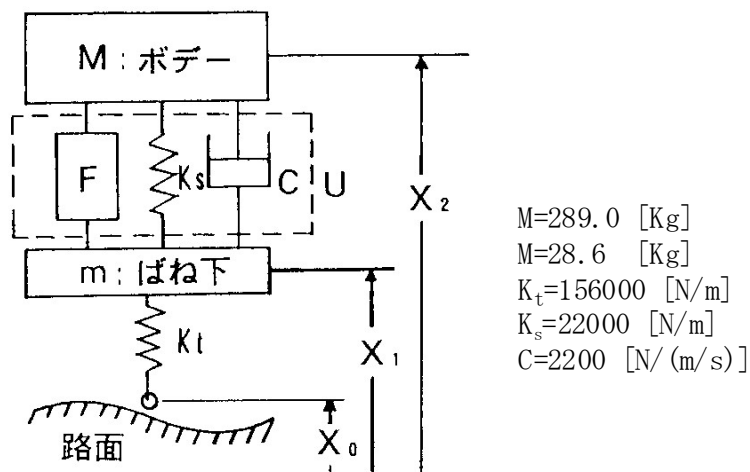 M：ボデー
F
Ks
C
U
X2
m：ばね下
Kt
X1
X0
路面
M=289.0 [Kg]
M=28.6 [Kg]
Kt=156000 [N/m]
Ks=22000 [N/m]
C=2200 [N/(m/s)]